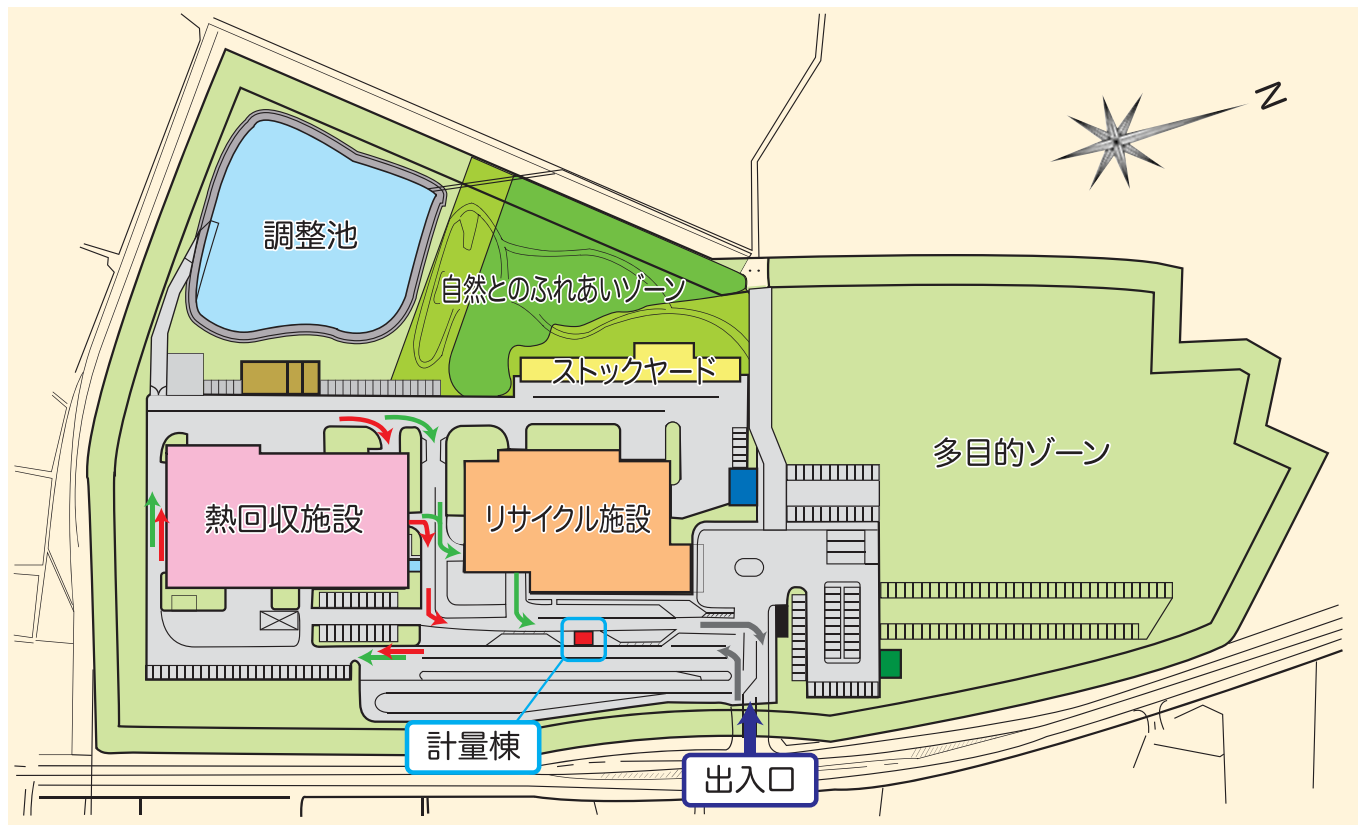 N
調整池
自然とのふれあいゾーン
ストックヤード
多目的ゾーン
熱回収施設
リサイクル施設
計量棟
出入口